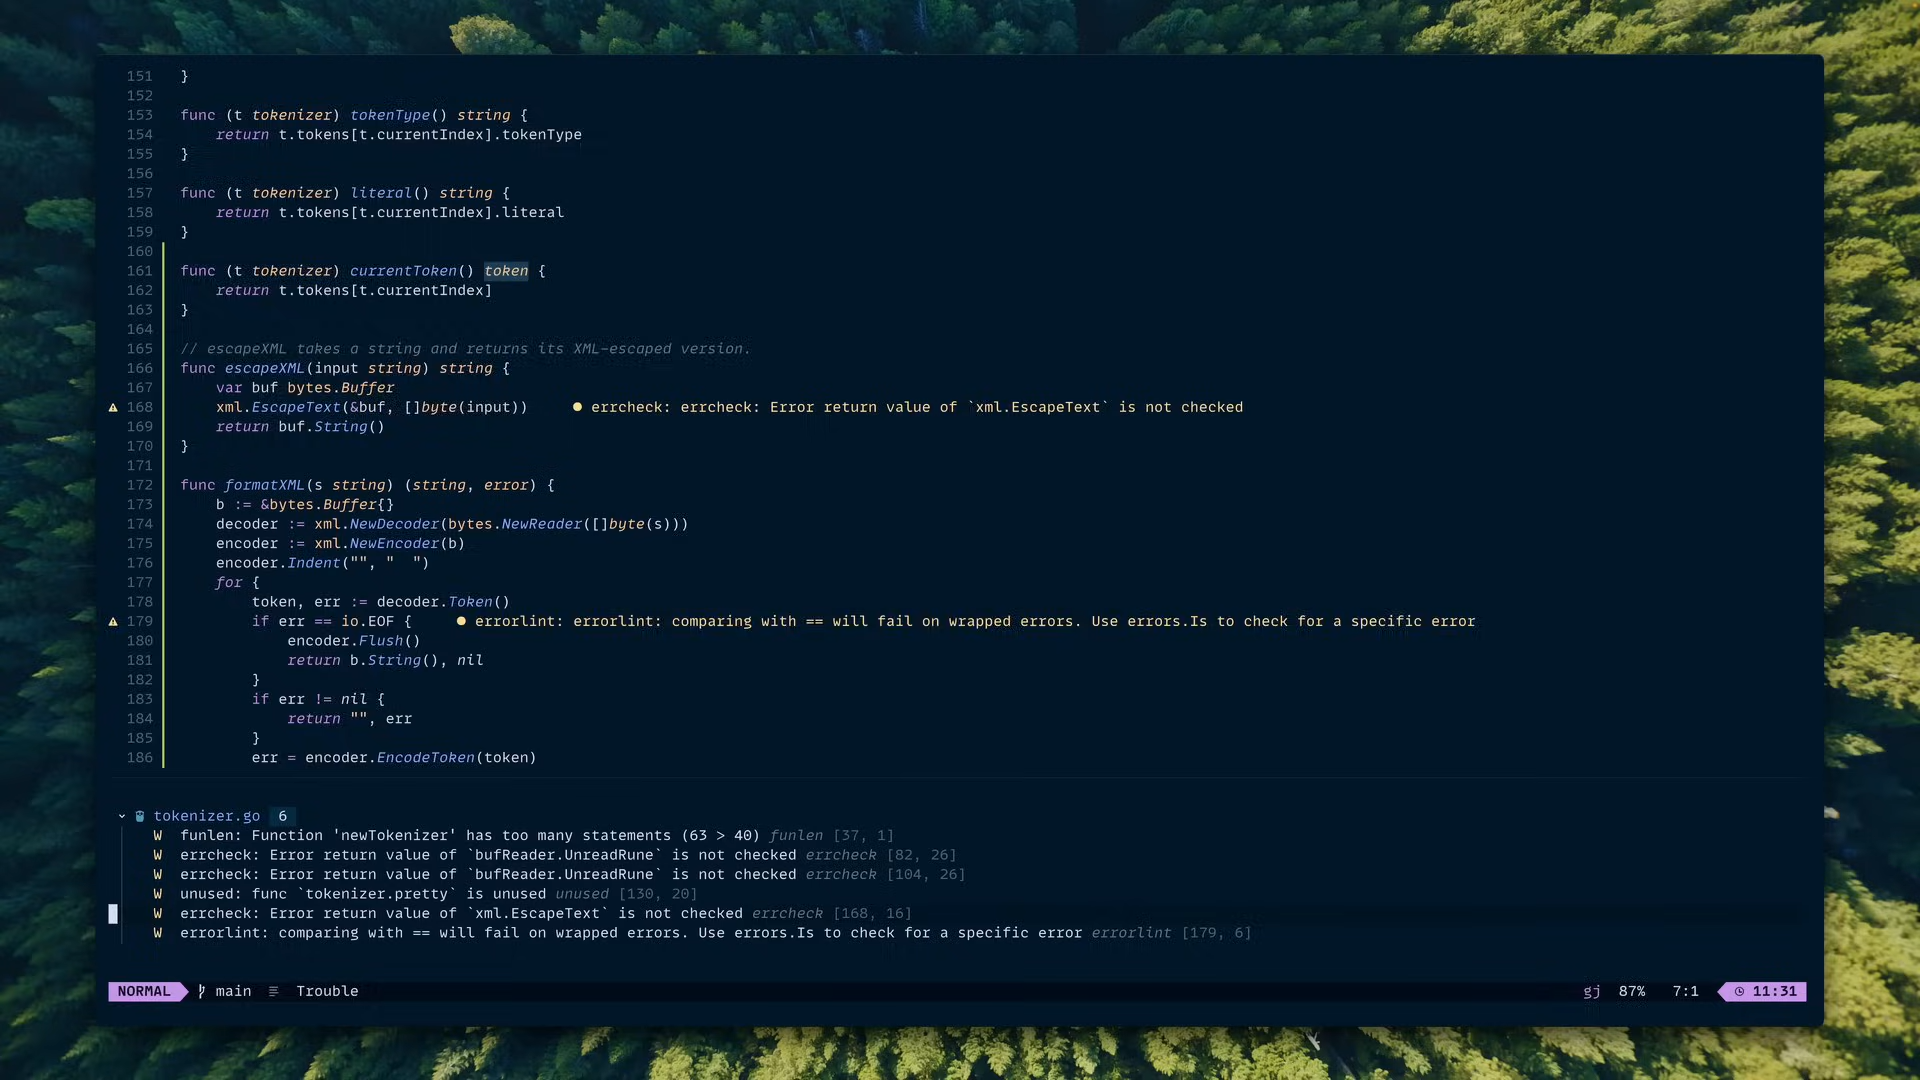 151 }
152
153 func (t tokenizer) tokenType() string {
154     return t.tokens[t.currentIndex].tokenType
155 }
156
157 func (t tokenizer) literal() string {
158     return t.tokens[t.currentIndex].literal
159 }
160
161 func (t tokenizer) currentToken() token {
162     return t.tokens[t.currentIndex]
163 }
164
165 // escapeXML takes a string and returns its XML-escaped version.
166 func escapeXML(input string) string {
167     var buf bytes.Buffer
168     xml.EscapeText(&buf, []byte(input))     ● errcheck: errcheck: Error return value of `xml.EscapeText` is not checked
169     return buf.String()
170 }
171
172 func formatXML(s string) (string, error) {
173     b := &bytes.Buffer{}
174     decoder := xml.NewDecoder(bytes.NewReader([]byte(s)))
175     encoder := xml.NewEncoder(b)
176     encoder.Indent("", "  ")
177     for {
178         token, err := decoder.Token()
179         if err == io.EOF {     ● errorlint: errorlint: comparing with == will fail on wrapped errors. Use errors.Is to check for a specific error
180             encoder.Flush()
181             return b.String(), nil
182         }
183         if err != nil {
184             return "", err
185         }
186         err = encoder.EncodeToken(token)
tokenizer.go 6
W funlen: Function 'newTokenizer' has too many statements (63 > 40) funlen [37, 1]
W errcheck: Error return value of `bufReader.UnreadRune` is not checked errcheck [82, 26]
W errcheck: Error return value of `bufReader.UnreadRune` is not checked errcheck [104, 26]
W unused: func `tokenizer.pretty` is unused unused [130, 20]
W errcheck: Error return value of `xml.EscapeText` is not checked errcheck [168, 16]
W errorlint: comparing with == will fail on wrapped errors. Use errors.Is to check for a specific error errorlint [179, 6]
NORMAL main Trouble gj 87% 7:1 11:31